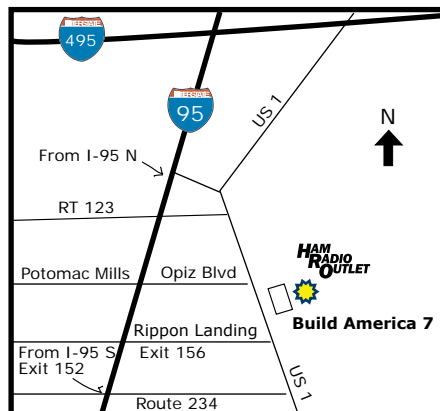 INTERSTATE
495
INTERSTATE
95
US 1
N
From I-95 N
RT 123
HAM
RADIO
OUTLET
Potomac Mills Opiz Blvd
Build America 7
Rippon Landing
From I-95 S Exit 156
Exit 152
US 1
Route 234